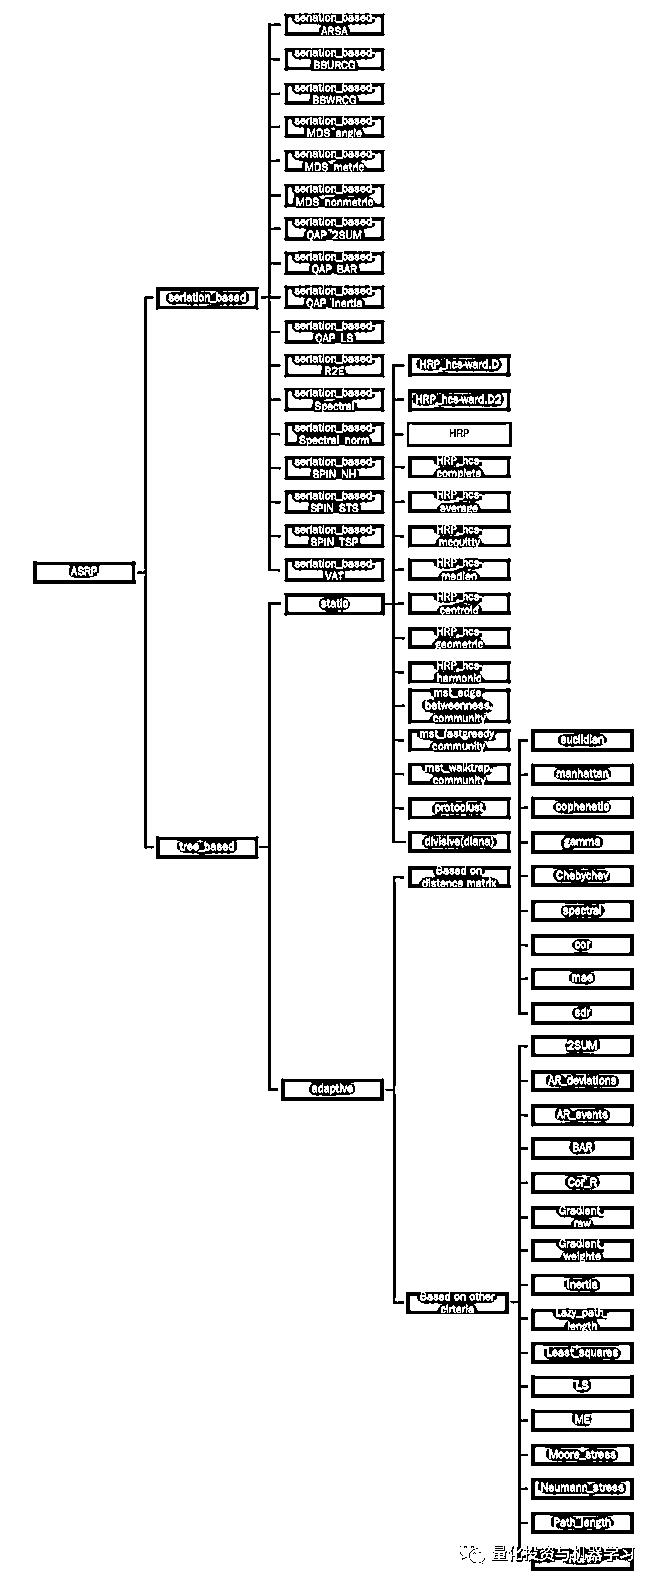 seriation_based
ARSA
seriation_based
BBURCG
seriation_based
BBWRCG
seriation_based
MDS_angle
seriation_based
MDS_metric
seriation_based
MDS_nonmetric
seriation_based
QAP_2SUM
seriation_based
QAP_BAR
seriation_based
QAP_Inertia
seriation_based
QAP_LS
seriation_based
R2E
seriation_based
Spectral
seriation_based
Spectral_norm
seriation_based
SPIN_NH
seriation_based
SPIN_STS
seriation_based
SPIN_TSP
seriation_based
VAT
seriation_based
ASRP
tree_based
static
adaptive
HRP_hcs-ward.D
HRP_hcs-ward.D2
HRP
HRP_hcs-
complete
HRP_hcs-
average
HRP_hcs-
mcquitty
HRP_hcs-
median
HRP_hcs-
centroid
HRP_hcs-
geometric
HRP_hcs-
harmonic
mst_edge
betweenness
community
mst_fastgreedy
community
mst_walktrap
community
protoclust
divisive(diana)
Based on
distance matrix
Based on other
cirteria
euclidian
manhattan
cophenetic
gamma
Chebychev
spectral
cor
mae
sdr
2SUM
AR_deviations
AR_events
BAR
Cor_R
Gradient_
raw
Gradient_
weights
Inertia
Lazy_path_
length
Least_squares
LS
ME
Moore_stress
Neumann_stress
Path_length
量化投资与机器学习